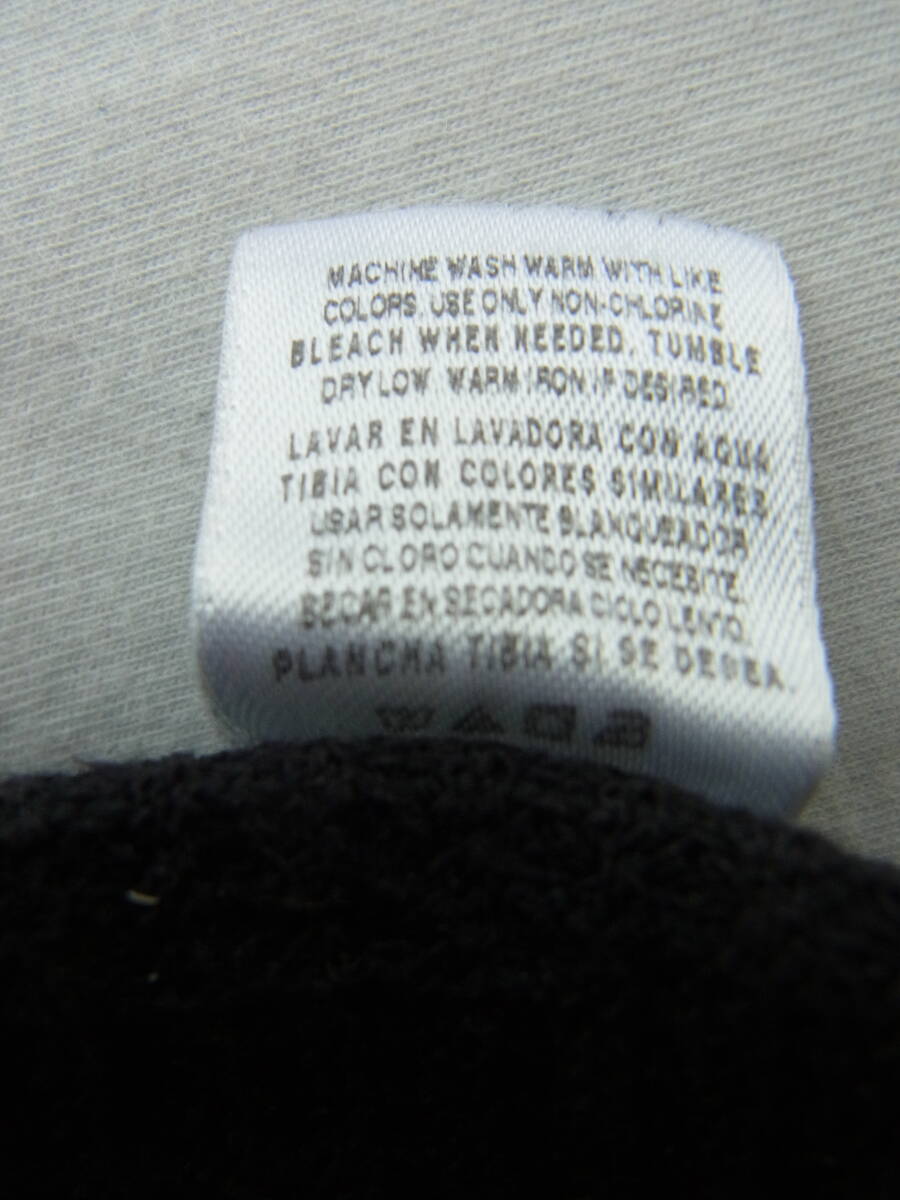 MACHINE WASH WARM WITH LIKE
COLORS. USE ONLY NON-CHLORINE
BLEACH WHEN NEEDED. TUMBLE
DRY LOW. WARM IRON IF DESIRED.
LAVAR EN LAVADORA CON AGUA
TIBIA CON COLORES SIMILARES
USAR SOLAMENTE BLANQUEADOR
SIN CLORO CUANDO SE NECESITE.
SECAR EN SECADORA CICLO LENTO.
PLANCHA TIBIA SI SE DESEA.